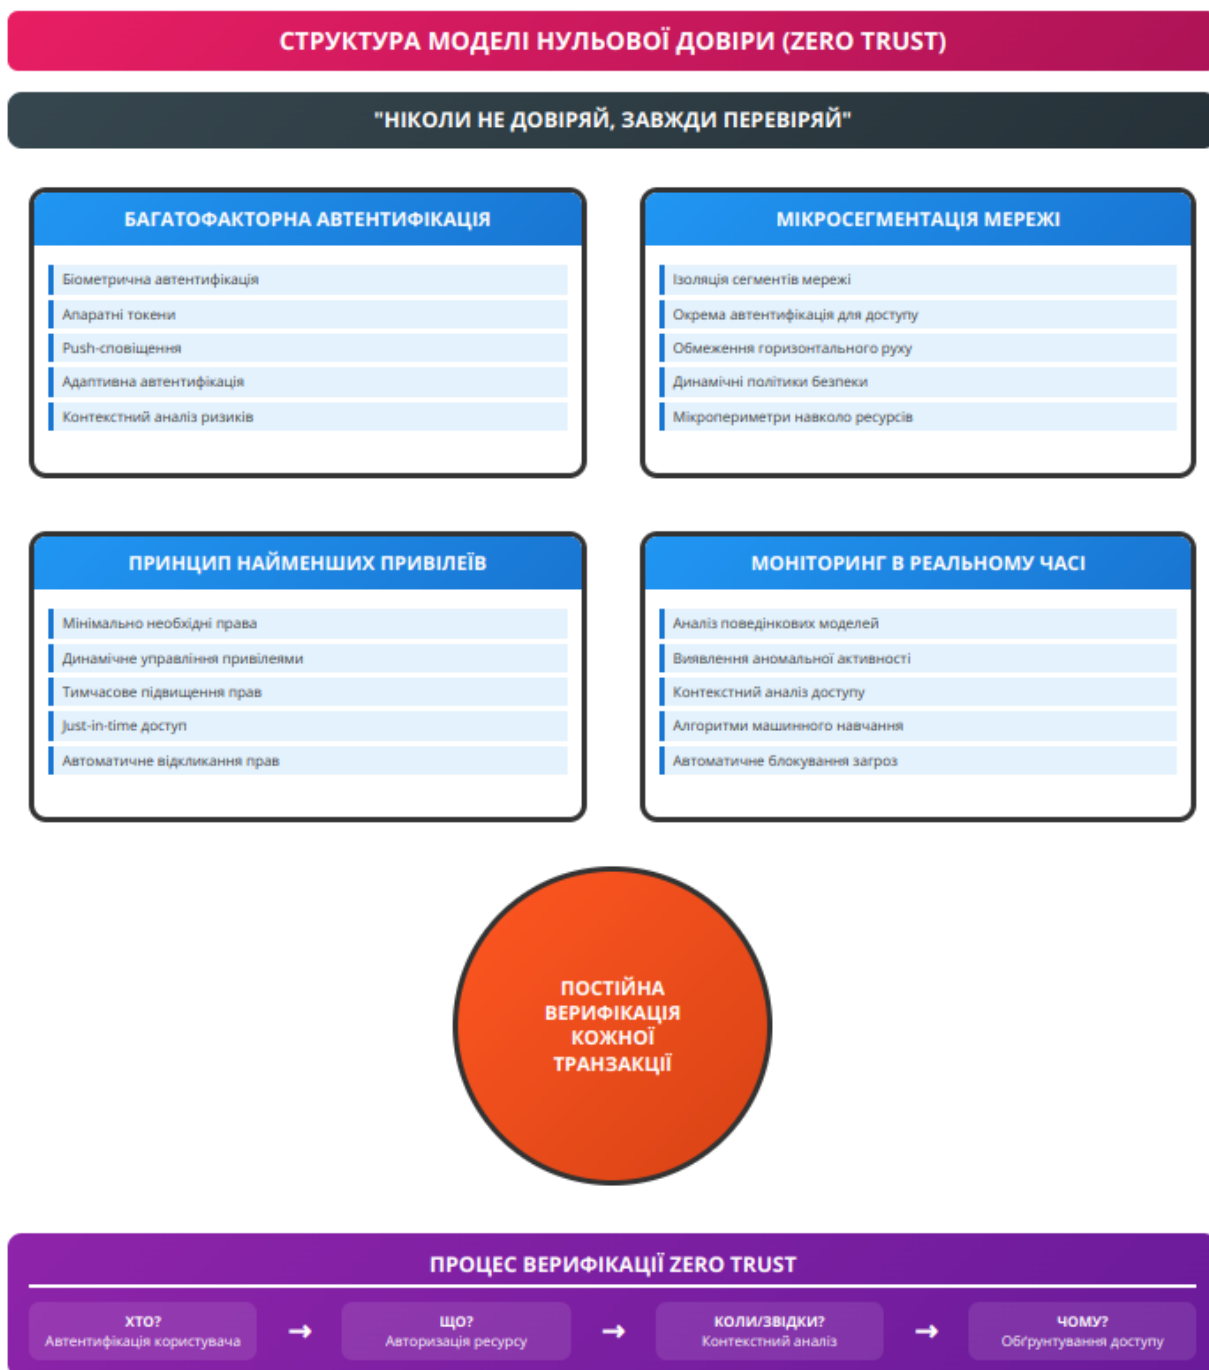 СТРУКТУРА МОДЕЛІ НУЛЬОВОЇ ДОВІРИ (ZERO TRUST)
"НІКОЛИ НЕ ДОВІРЯЙ, ЗАВЖДИ ПЕРЕВІРЯЙ"
БАГАТОФАКТОРНА АВТЕНТИФІКАЦІЯ
Біометрична автентифікація
Апаратні токени
Push-сповіщення
Адаптивна автентифікація
Контекстний аналіз ризиків
МІКРОСЕГМЕНТАЦІЯ МЕРЕЖІ
Ізоляція сегментів мережі
Окрема автентифікація для доступу
Обмеження горизонтального руху
Динамічні політики безпеки
Мікропериметри навколо ресурсів
ПРИНЦИП НАЙМЕНШИХ ПРИВІЛЕЇВ
Мінімально необхідні права
Динамічне управління привілеями
Тимчасове підвищення прав
Just-in-time доступ
Автоматичне відкликання прав
МОНІТОРИНГ В РЕАЛЬНОМУ ЧАСІ
Аналіз поведінкових моделей
Виявлення аномальної активності
Контекстний аналіз доступу
Алгоритми машинного навчання
Автоматичне блокування загроз
ПОСТІЙНА
ВЕРИФІКАЦІЯ
КОЖНОЇ
ТРАНЗАКЦІЇ
ПРОЦЕС ВЕРИФІКАЦІЇ ZERO TRUST
ХТО?
Автентифікація користувача
→
ЩО?
Авторизація ресурсу
→
КОЛИ/ЗВІДКИ?
Контекстний аналіз
→
ЧОМУ?
Обґрунтування доступу